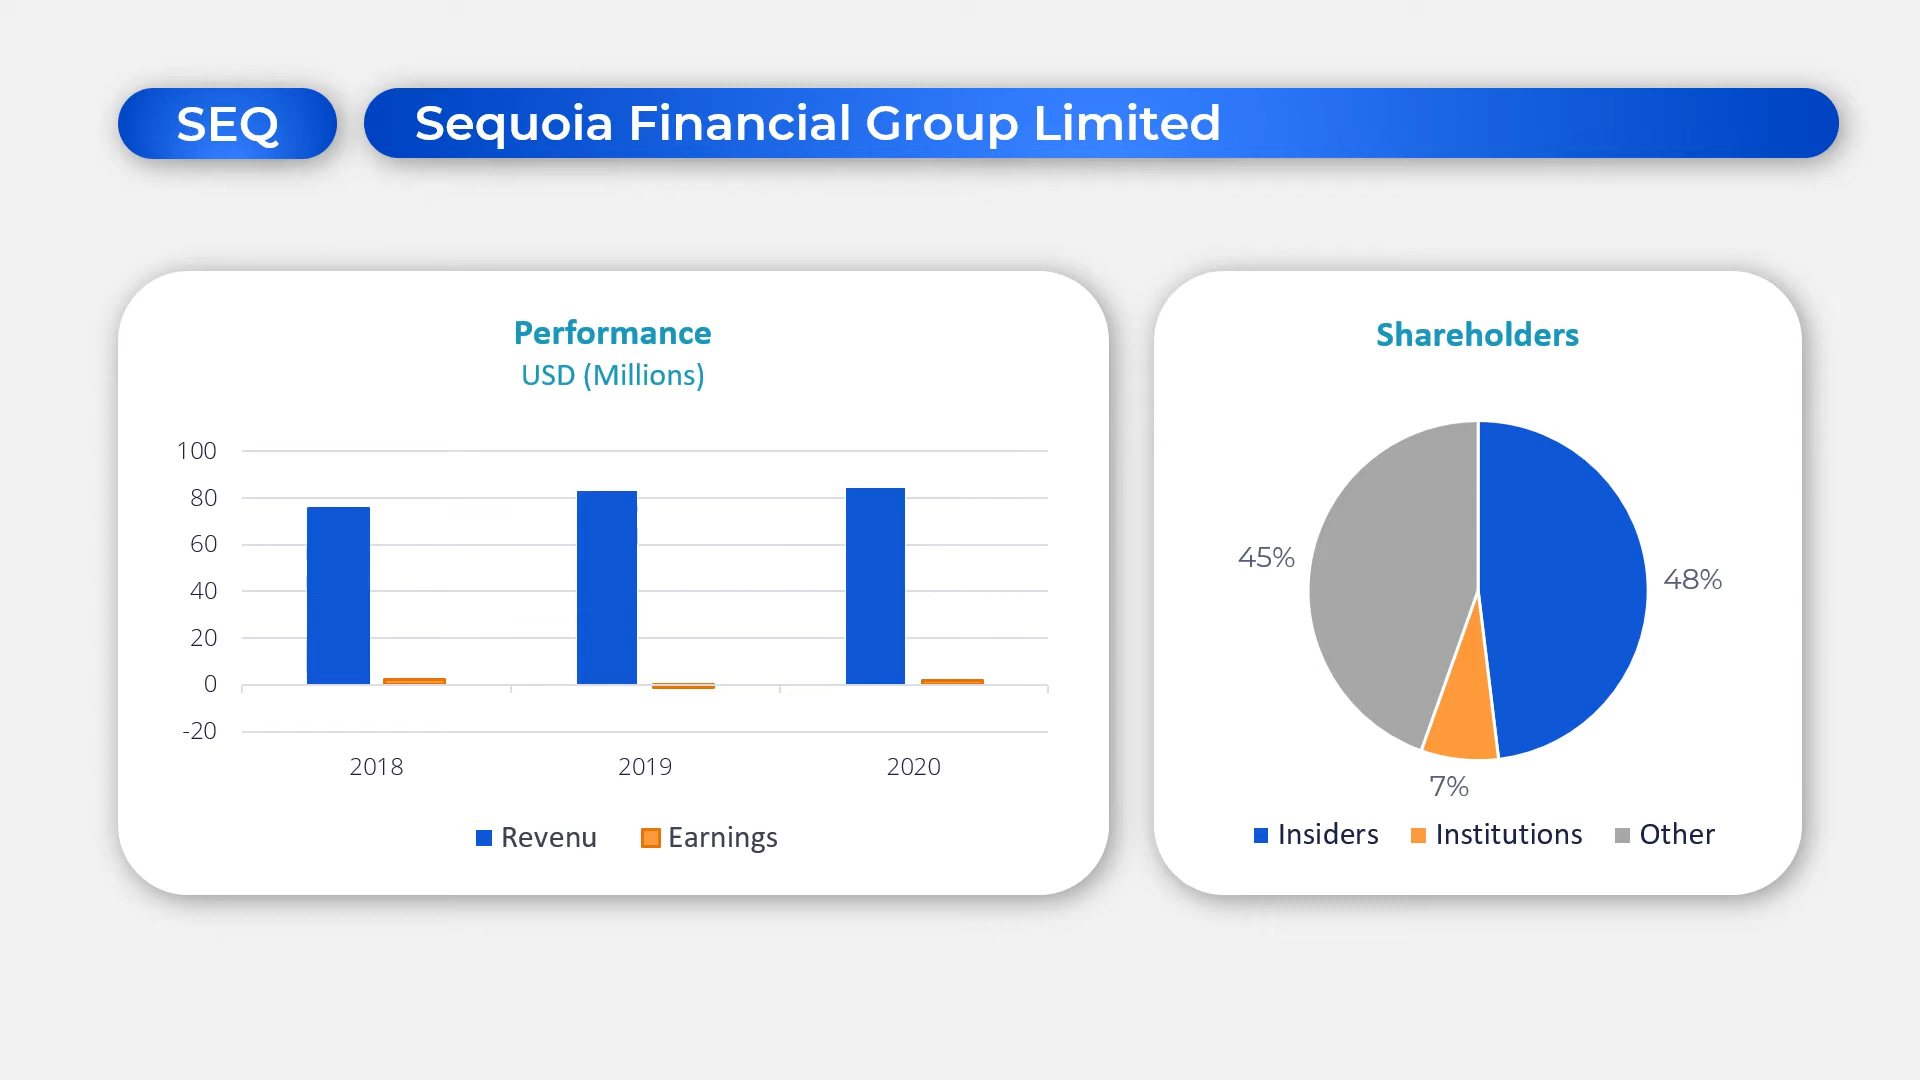 SEQ
Sequoia Financial Group Limited
Performance
USD (Millions)
100
80
60
40
20
0
-20
2018 2019 2020
Revenu Earnings
Shareholders
45%
48%
7%
Insiders Institutions Other